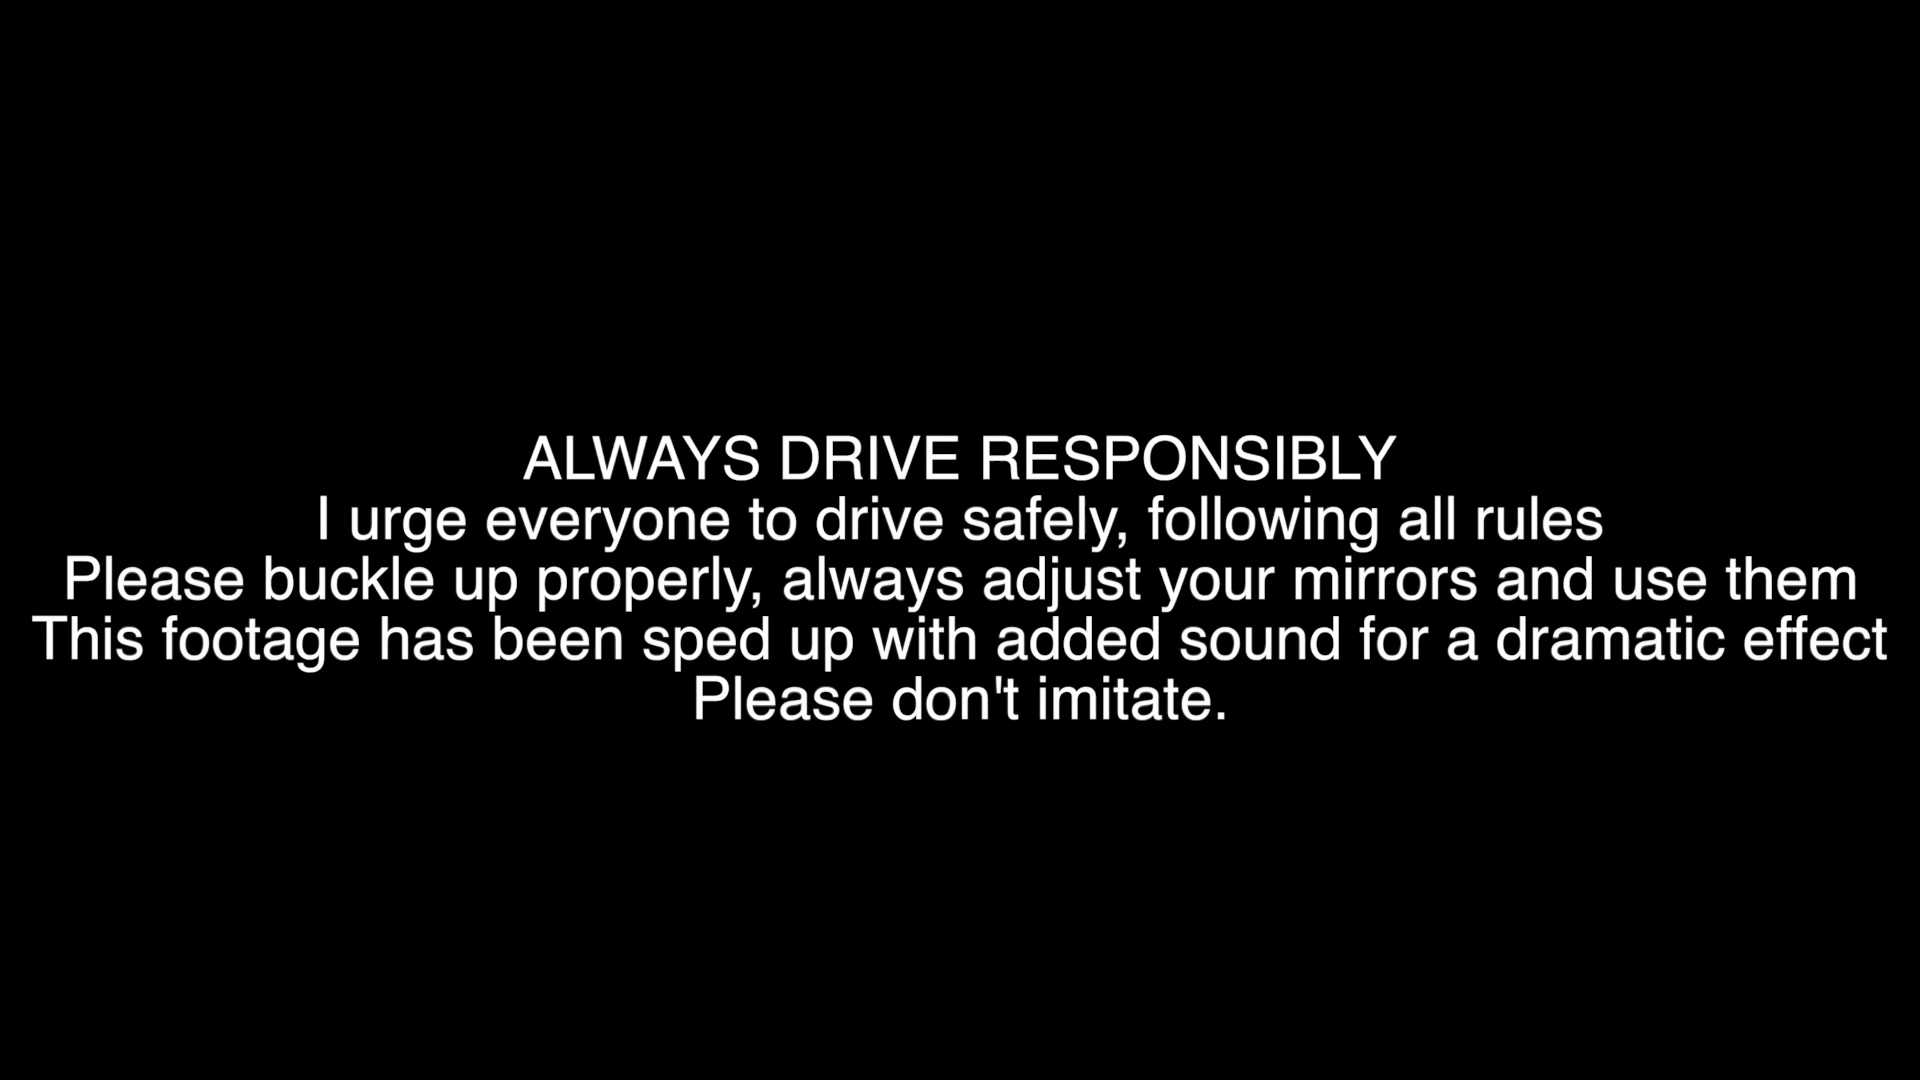 ALWAYS DRIVE RESPONSIBLY
I urge everyone to drive safely, following all rules
Please buckle up properly, always adjust your mirrors and use them
This footage has been sped up with added sound for a dramatic effect
Please don't imitate.